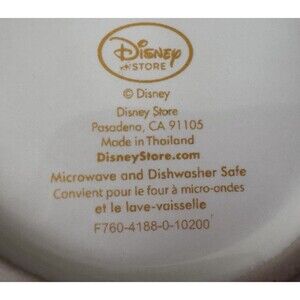 Disney
STORE
© Disney
Disney Store
Pasadena, CA 91105
Made in Thailand
DisneyStore.com
Microwave and Dishwasher Safe
Convient pour le four à micro-ondes
et le lave-vaisselle
F760-4188-0-10200